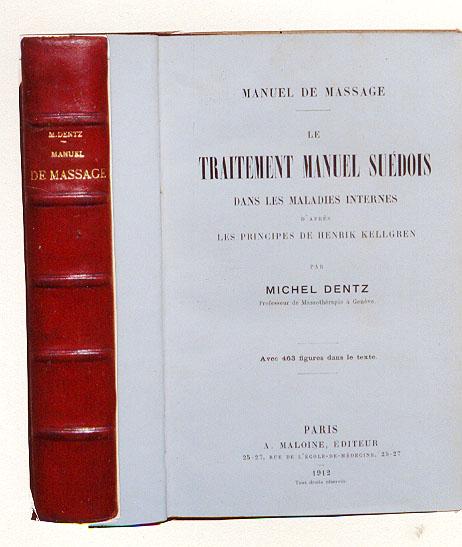 M. DENTZ
MANUEL
DE MASSAGE
MANUEL DE MASSAGE
LE
TRAITEMENT MANUEL SUÉDOIS
DANS LES MALADIES INTERNES
D'APRÈS
LES PRINCIPES DE HENRIK KELLGREN
PAR
MICHEL DENTZ
Professeur de Massothérapie à Genève.
Avec 463 figures dans le texte.
PARIS
A. MALOINE, ÉDITEUR
25-27, RUE DE L'ÉCOLE-DE-MÉDECINE, 25-27
1912
Tous droits réservés.